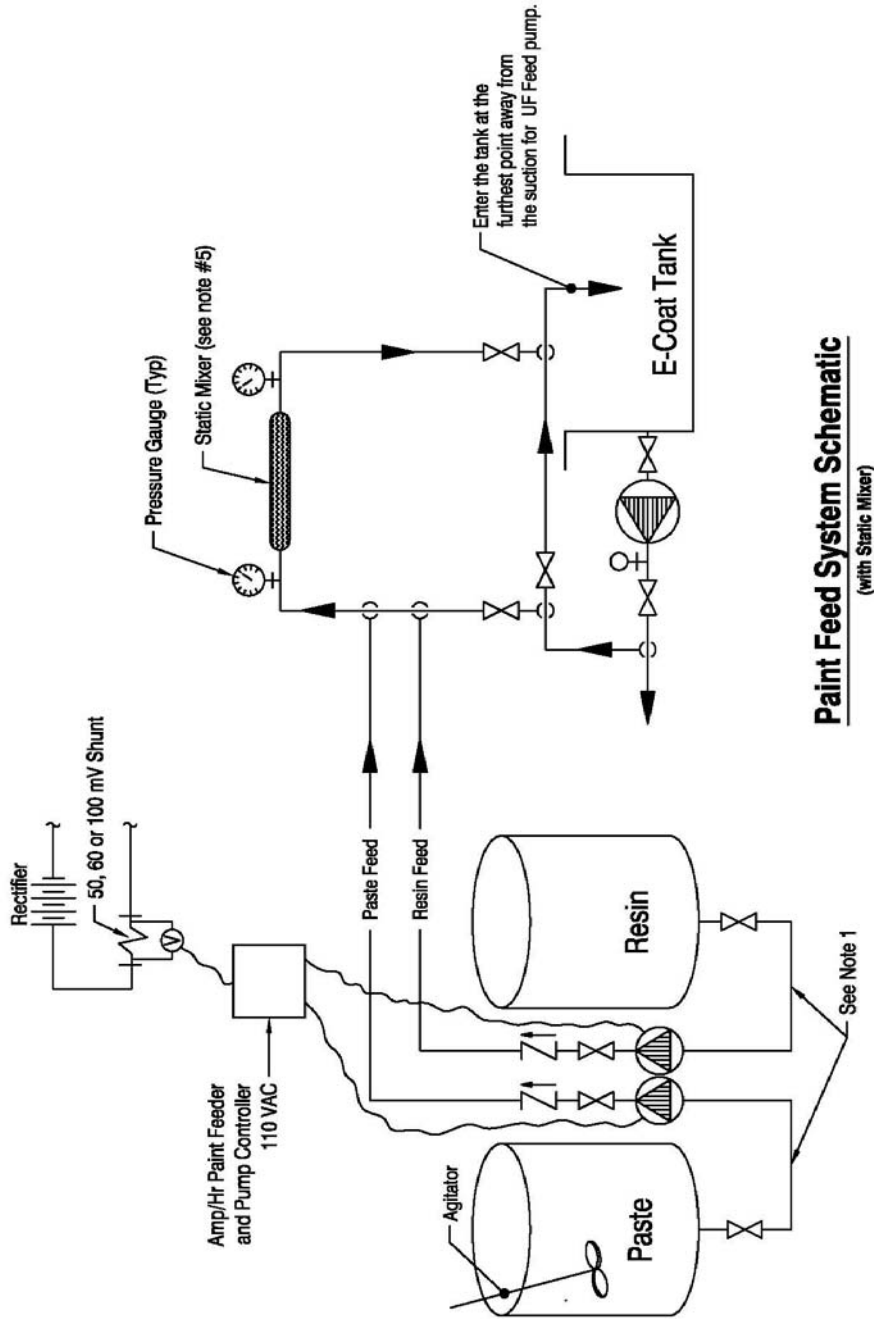 Rectifier
50, 60 or 100 mV Shunt
V
Amp/Hr Paint Feeder
and Pump Controller
110 VAC
Agitator
Paste
Resin
See Note 1
Paste Feed
Resin Feed
Pressure Gauge (Typ)
Static Mixer (see note #5)
Enter the tank at the
furthest point away from
the suction for UF Feed pump.
E-Coat Tank
Paint Feed System Schematic
(with Static Mixer)